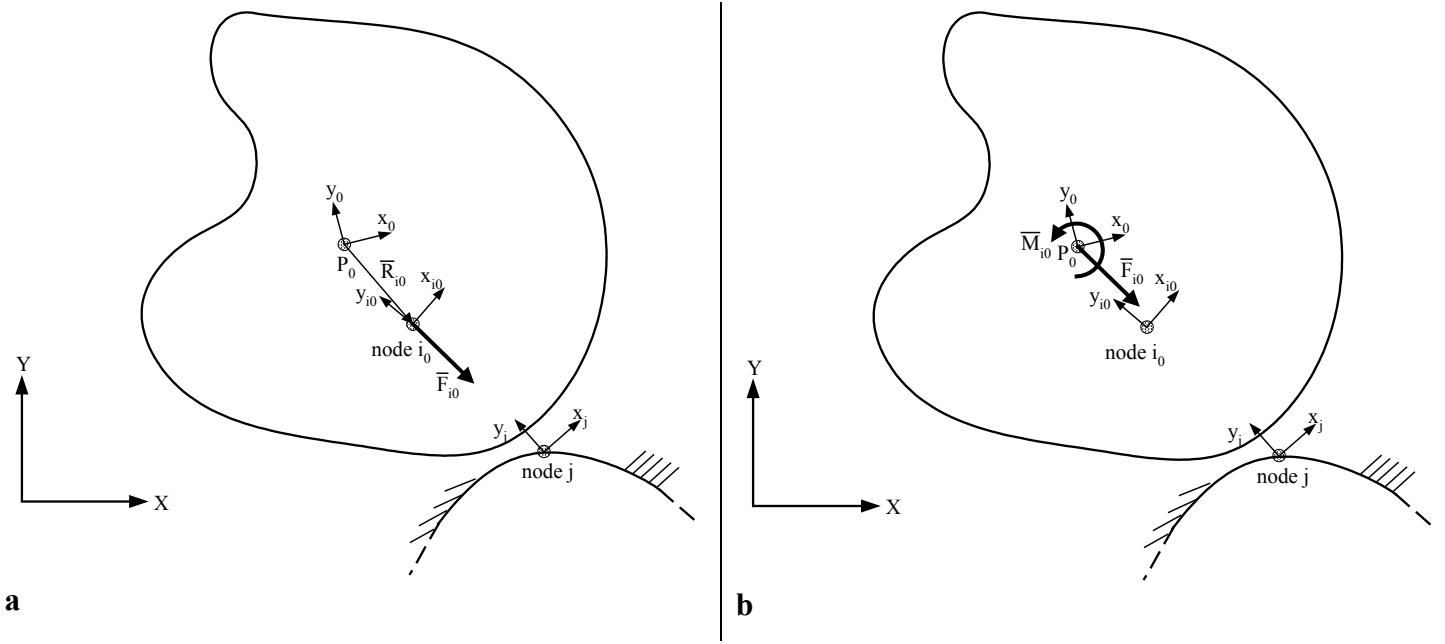 y₀
x₀
P₀
R̅ᵢ₀
xᵢ₀
yᵢ₀
node i₀
F̅ᵢ₀
Y
X
yⱼ
xⱼ
node j
a
y₀
x₀
M̅ᵢ₀
P₀
F̅ᵢ₀
xᵢ₀
yᵢ₀
node i₀
Y
X
yⱼ
xⱼ
node j
b